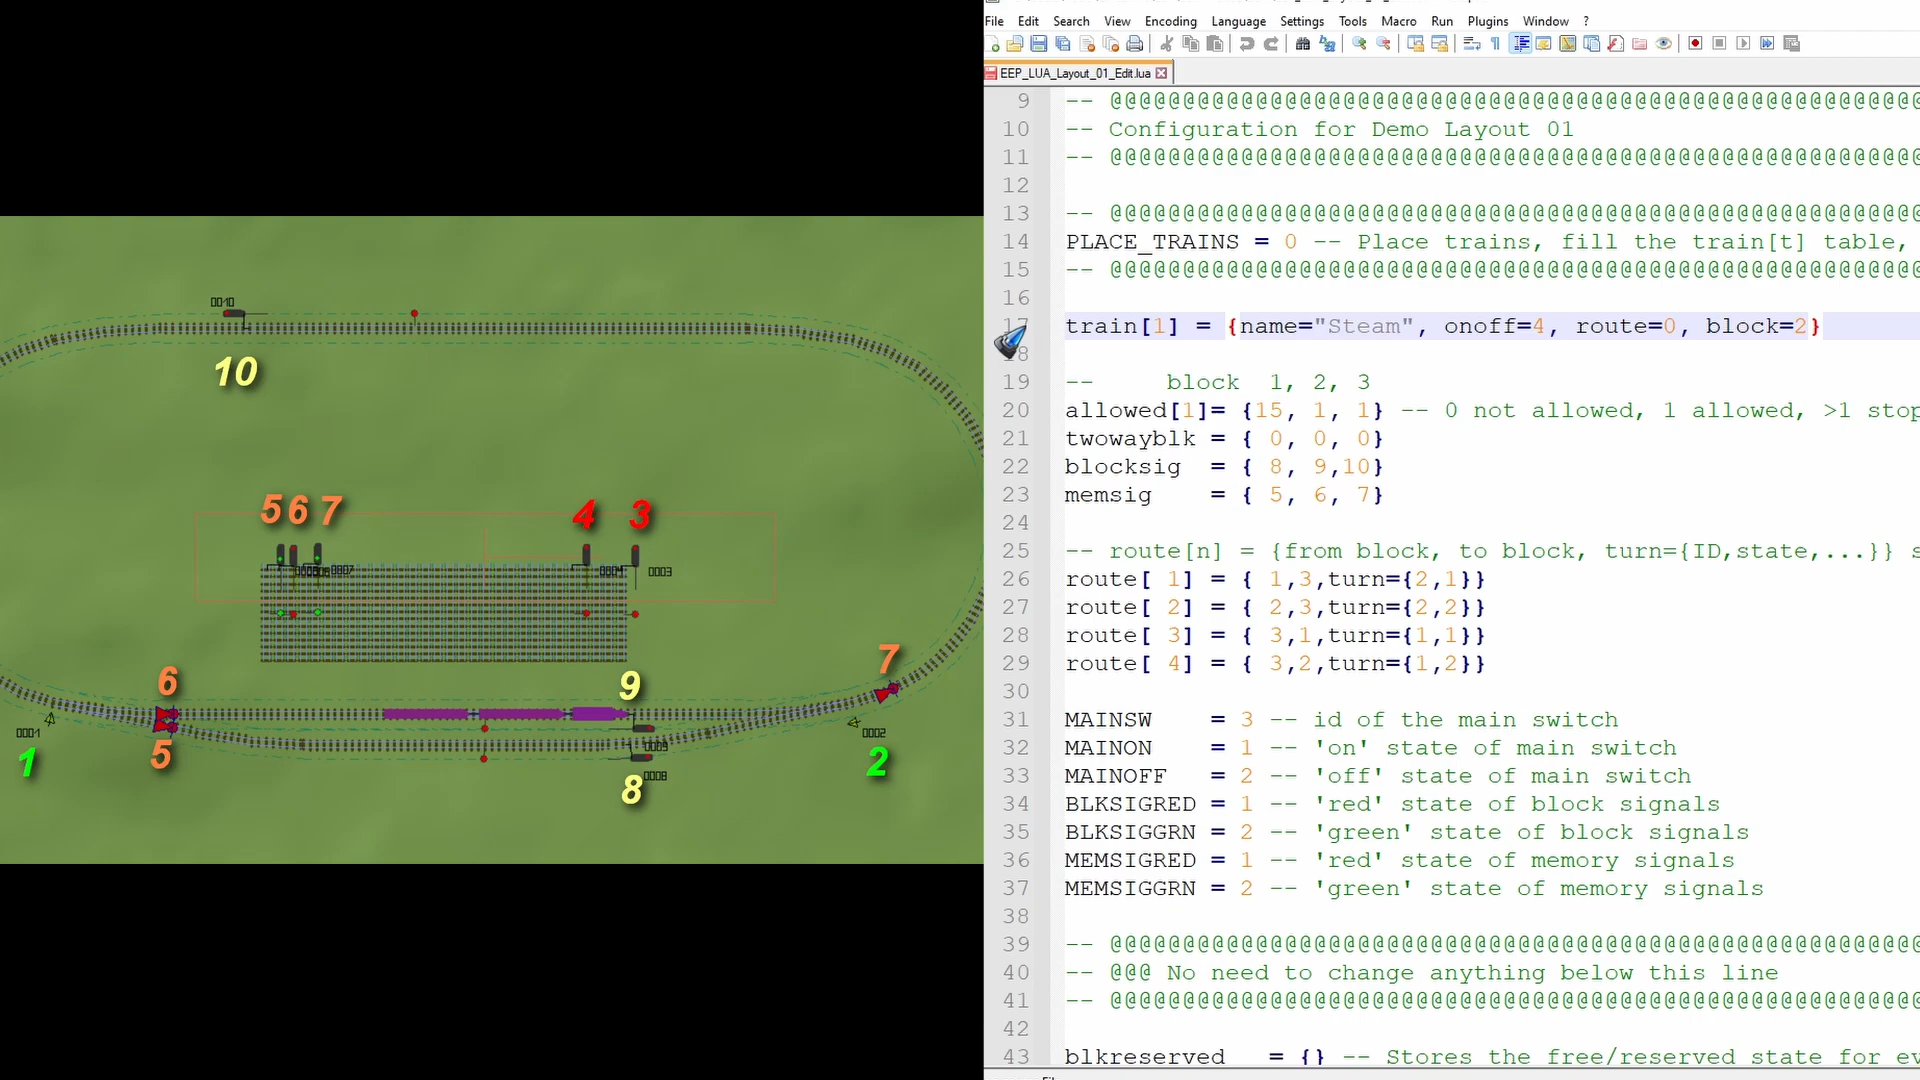 File Edit Search View Encoding Language Settings Tools Macro Run Plugins Window ?
EEP_LUA_Layout_01_Edit.lua
9 -- @@@@@@@@@@@@@@@@@@@@@@@@@@@@@@@@@@@@@@@@@@@@@@@@@@@@@@@@
10 -- Configuration for Demo Layout 01
11 -- @@@@@@@@@@@@@@@@@@@@@@@@@@@@@@@@@@@@@@@@@@@@@@@@@@@@@@@@
12
13 -- @@@@@@@@@@@@@@@@@@@@@@@@@@@@@@@@@@@@@@@@@@@@@@@@@@@@@@@@
14 PLACE_TRAINS = 0 -- Place trains, fill the train[t] table,
15 -- @@@@@@@@@@@@@@@@@@@@@@@@@@@@@@@@@@@@@@@@@@@@@@@@@@@@@@@@
16
17 train[1] = {name="Steam", onoff=4, route=0, block=2}
18
19 --     block  1, 2, 3
20 allowed[1]= {15, 1, 1} -- 0 not allowed, 1 allowed, >1 stop
21 twowayblk = { 0, 0, 0}
22 blocksig  = { 8, 9,10}
23 memsig    = { 5, 6, 7}
24
25 -- route[n] = {from block, to block, turn={ID,state,...}} s
26 route[ 1] = { 1,3,turn={2,1}}
27 route[ 2] = { 2,3,turn={2,2}}
28 route[ 3] = { 3,1,turn={1,1}}
29 route[ 4] = { 3,2,turn={1,2}}
30
31 MAINSW    = 3 -- id of the main switch
32 MAINON    = 1 -- 'on' state of main switch
33 MAINOFF   = 2 -- 'off' state of main switch
34 BLKSIGRED = 1 -- 'red' state of block signals
35 BLKSIGGRN = 2 -- 'green' state of block signals
36 MEMSIGRED = 1 -- 'red' state of memory signals
37 MEMSIGGRN = 2 -- 'green' state of memory signals
38
39 -- @@@@@@@@@@@@@@@@@@@@@@@@@@@@@@@@@@@@@@@@@@@@@@@@@@@@@@@@
40 -- @@@ No need to change anything below this line
41 -- @@@@@@@@@@@@@@@@@@@@@@@@@@@@@@@@@@@@@@@@@@@@@@@@@@@@@@@@
42
43 blkreserved   = {} -- Stores the free/reserved state for ev
0010
10
5 6 7 4 3
0007 0004 0003
6 9 7
0001 0009 0002
1 5 8 0008 2